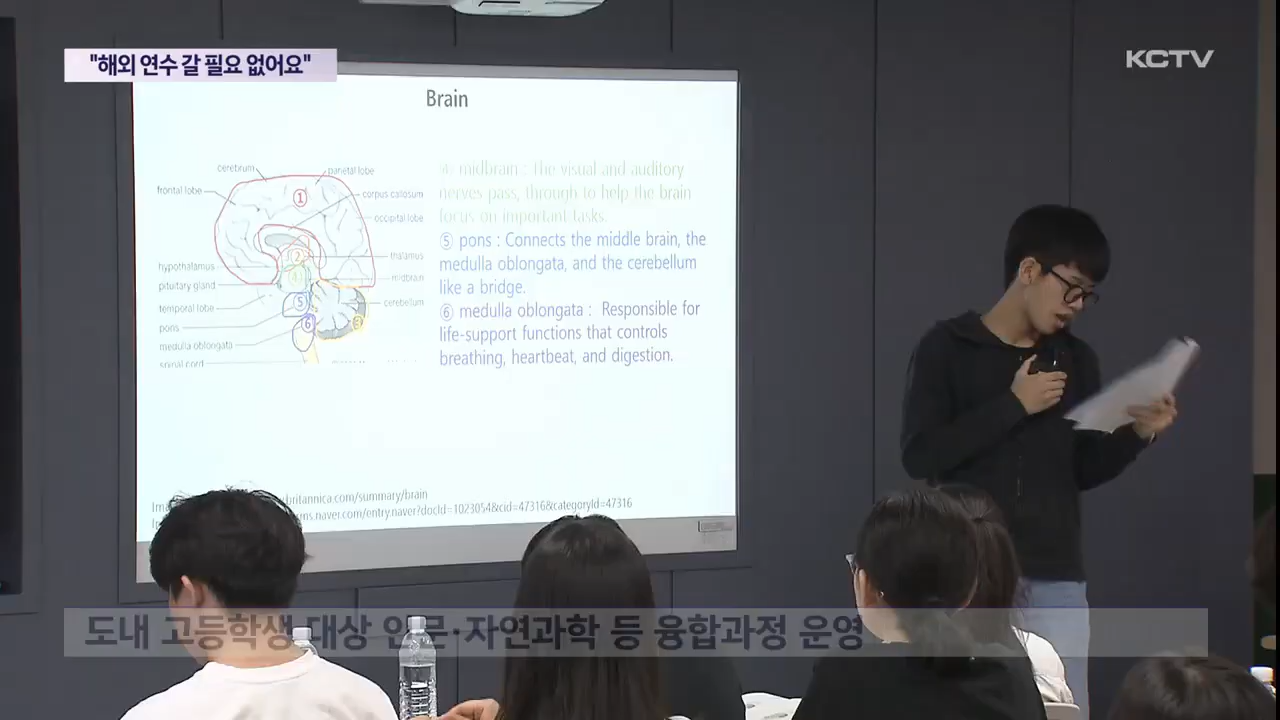 "해외 연수 갈 필요 없어요"
KCTV
Brain
cerebrum
parietal lobe
frontal lobe
corpus callosum
occipital lobe
thalamus
hypothalamus
midbrain
pituitary gland
cerebellum
temporal lobe
pons
medulla oblongata
spinal cord
①
②
④
⑤
⑥
③
④ midbrain : The visual and auditory
nerves pass, through to help the brain
focus on important tasks.
⑤ pons : Connects the middle brain, the
medulla oblongata, and the cerebellum
like a bridge.
⑥ medulla oblongata : Responsible for
life-support functions that controls
breathing, heartbeat, and digestion.
britannica.com/summary/brain
naver.com/entry.naver?docId=1023054&cid=47316&categoryId=47316
도내 고등학생 대상 인문·자연과학 등 융합과정 운영